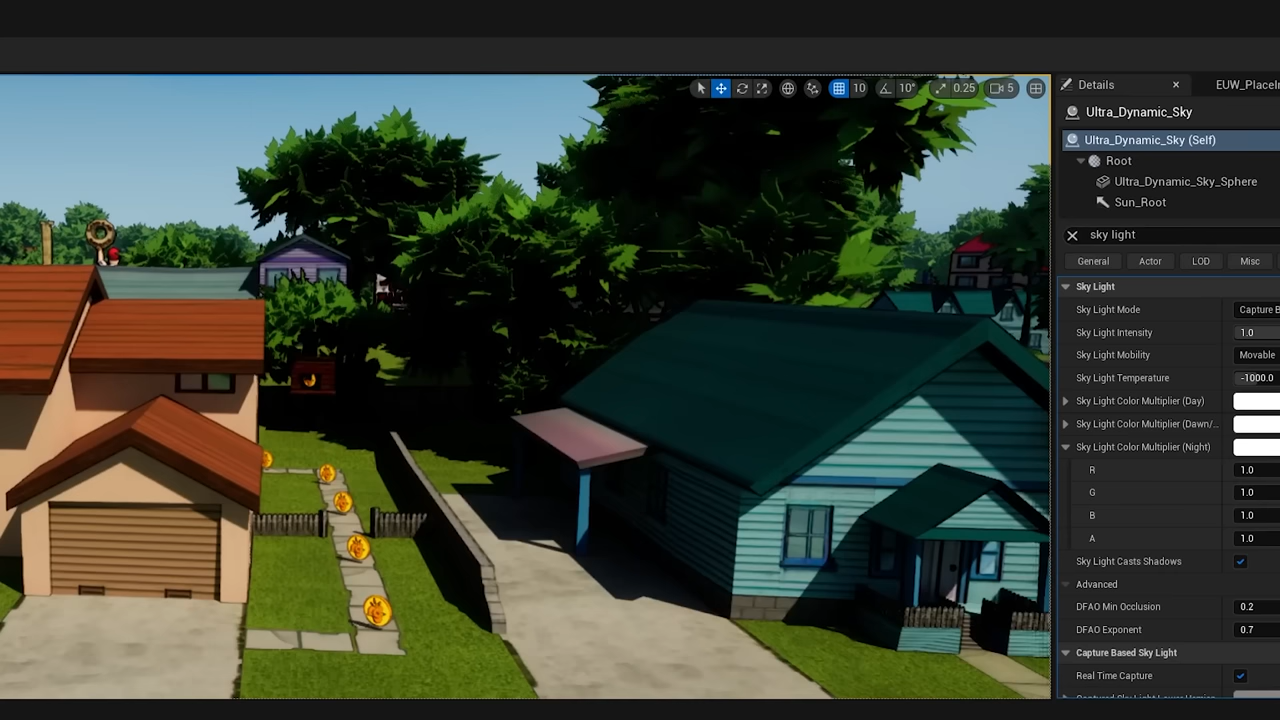 10 10° 0.25 5
Details EUW_PlaceIn
Ultra_Dynamic_Sky
Ultra_Dynamic_Sky (Self)
Root
Ultra_Dynamic_Sky_Sphere
Sun_Root
sky light
General Actor LOD Misc
Sky Light
Sky Light Mode Capture B
Sky Light Intensity 1.0
Sky Light Mobility Movable
Sky Light Temperature -1000.0
Sky Light Color Multiplier (Day)
Sky Light Color Multiplier (Dawn/...
Sky Light Color Multiplier (Night)
R 1.0
G 1.0
B 1.0
A 1.0
Sky Light Casts Shadows
Advanced
DFAO Min Occlusion 0.2
DFAO Exponent 0.7
Capture Based Sky Light
Real Time Capture